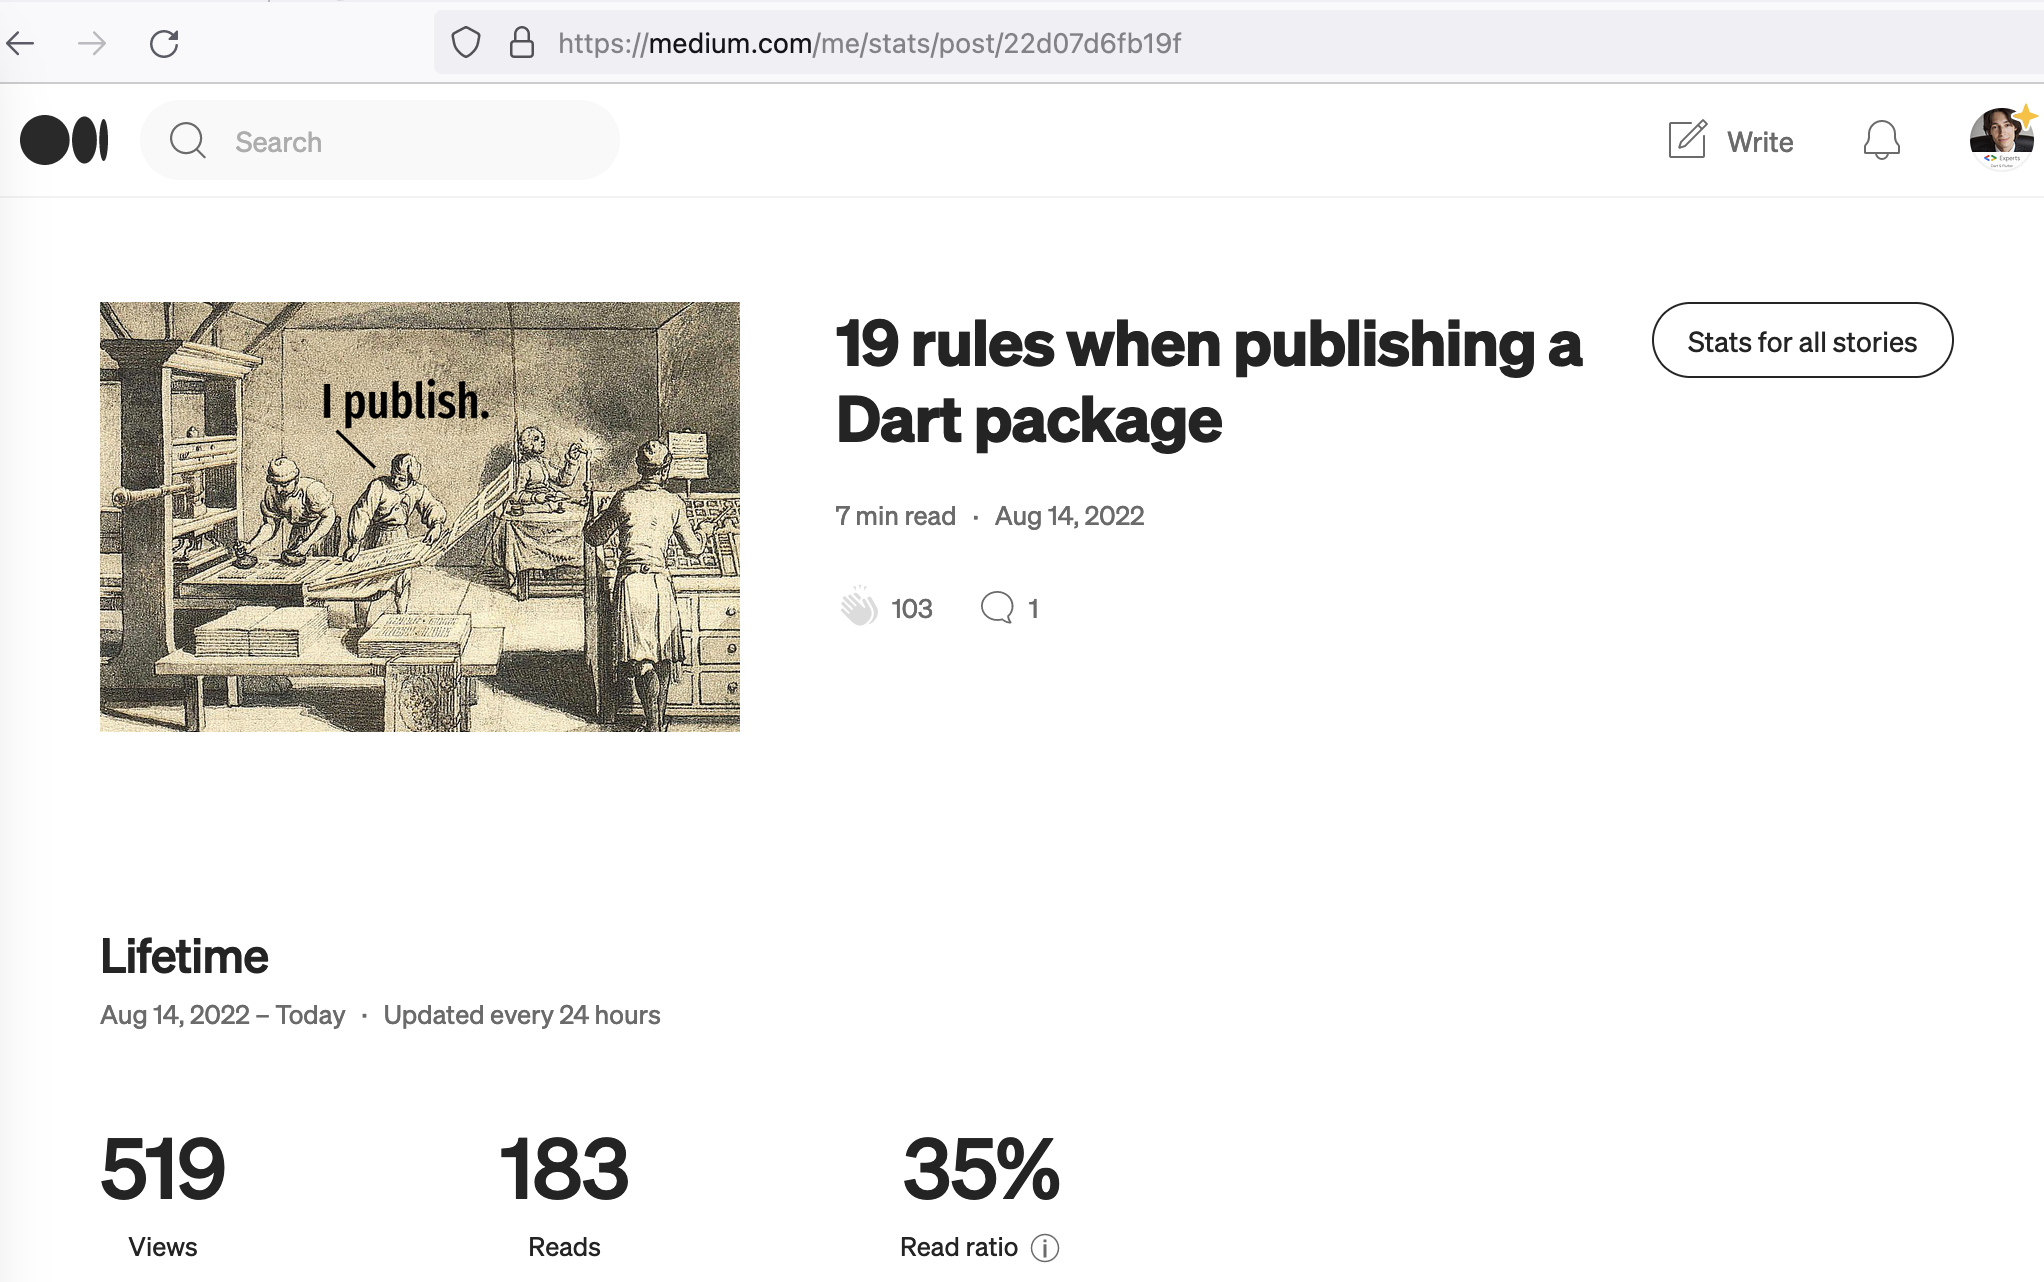 https://medium.com/me/stats/post/22d07d6fb19f
Search
Write
Experts
I publish.
19 rules when publishing a
Dart package
Stats for all stories
7 min read · Aug 14, 2022
103 1
Lifetime
Aug 14, 2022 – Today · Updated every 24 hours
519 183 35%
Views Reads Read ratio